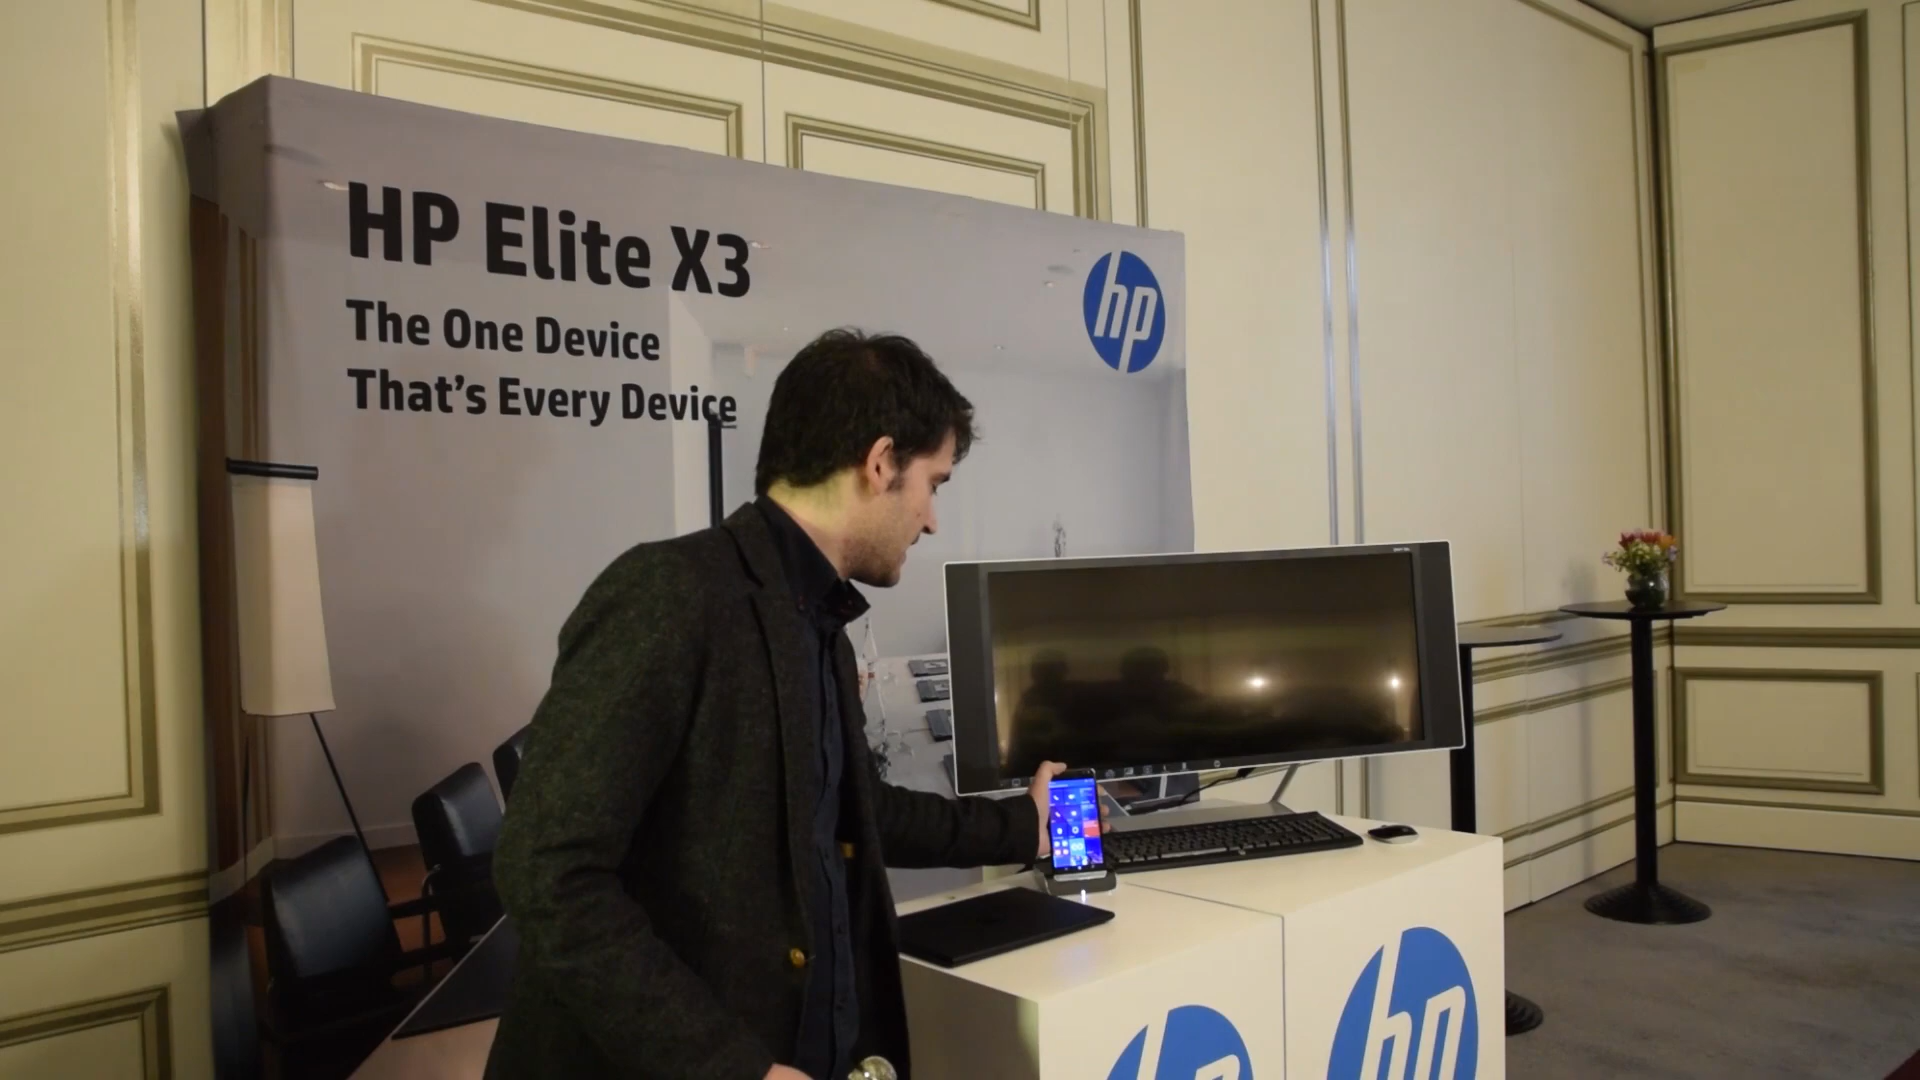 HP Elite X3
The One Device
That's Every Device
hp
hp
hp